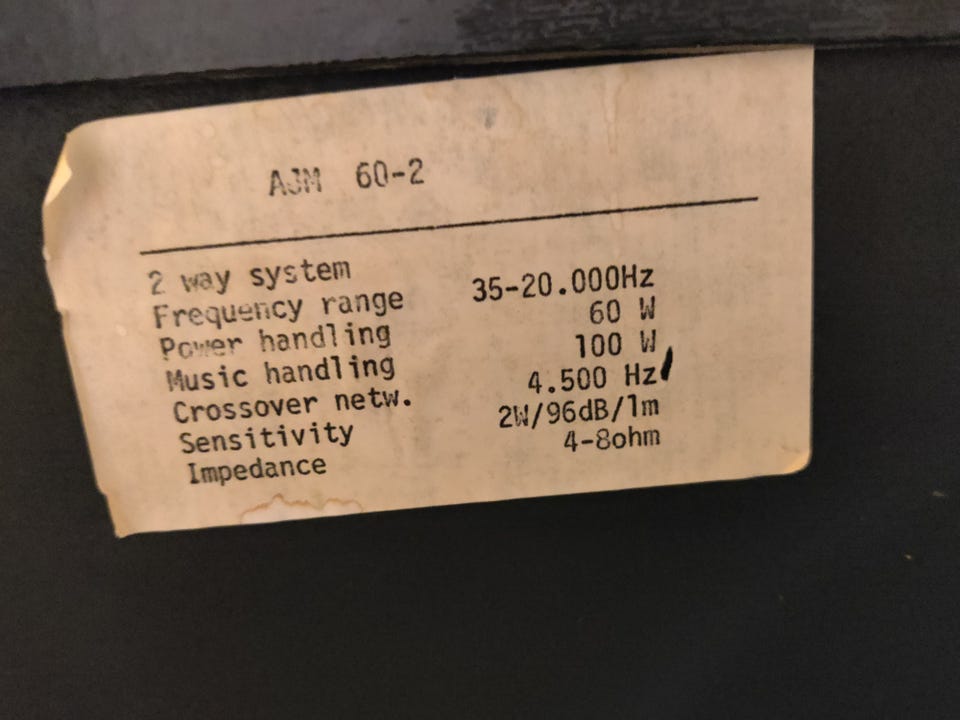 AJM 60-2
2 way system
Frequency range 35-20.000Hz
Power handling 60 W
Music handling 100 W
Crossover netw. 4.500 Hz
Sensitivity 2W/96dB/1m
Impedance 4-8ohm